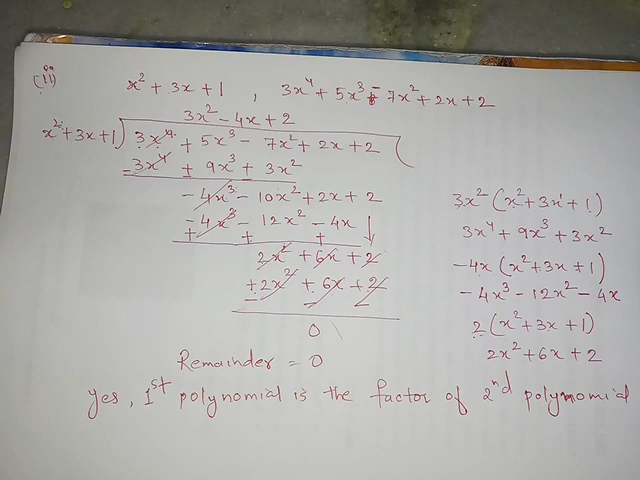 (ii) x² + 3x + 1 , 3x⁴ + 5x³ - 7x² + 2x + 2
3x² - 4x + 2
x² + 3x + 1 ) 3x⁴ + 5x³ - 7x² + 2x + 2
3x⁴ + 9x³ + 3x²
- - -
- 4x³ - 10x² + 2x + 2
- 4x³ - 12x² - 4x
+ + +
2x² + 6x + 2
+ 2x² + 6x + 2
- - -
0
Remainder = 0
3x² (x² + 3x + 1)
3x⁴ + 9x³ + 3x²
-4x (x² + 3x + 1)
-4x³ - 12x² - 4x
2 (x² + 3x + 1)
2x² + 6x + 2
yes, 1st polynomial is the factor of 2nd polynomial